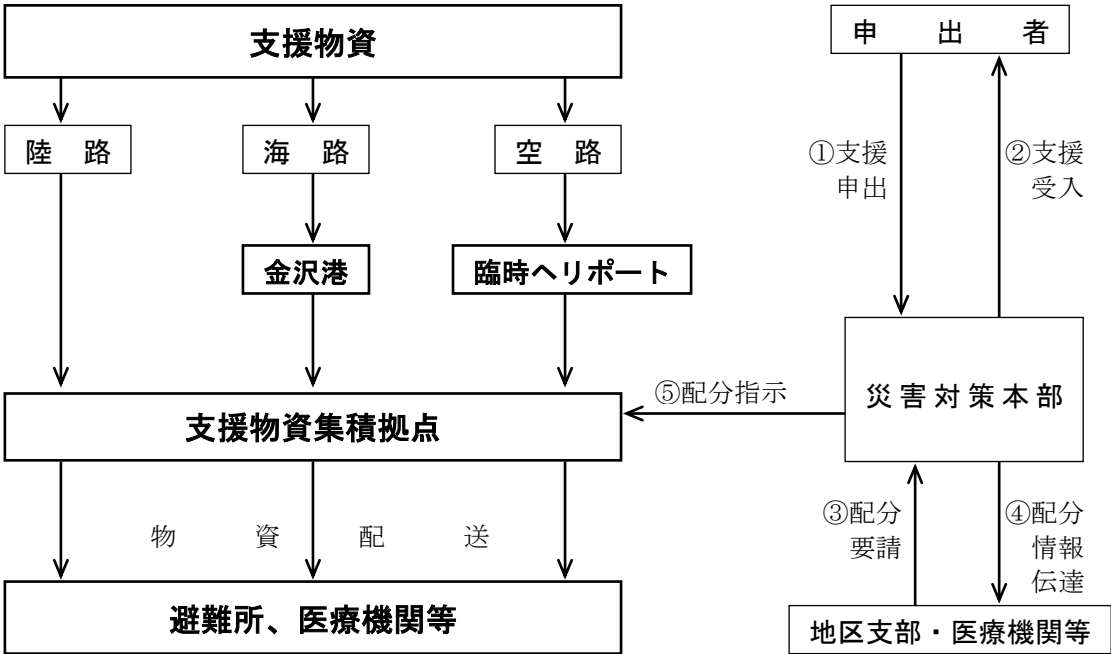 支援物資
申出者
陸路
海路
空路
①支援
申出
②支援
受入
金沢港
臨時ヘリポート
⑤配分指示
災害対策本部
支援物資集積拠点
③配分
要請
④配分
情報
伝達
物資配送
避難所、医療機関等
地区支部・医療機関等